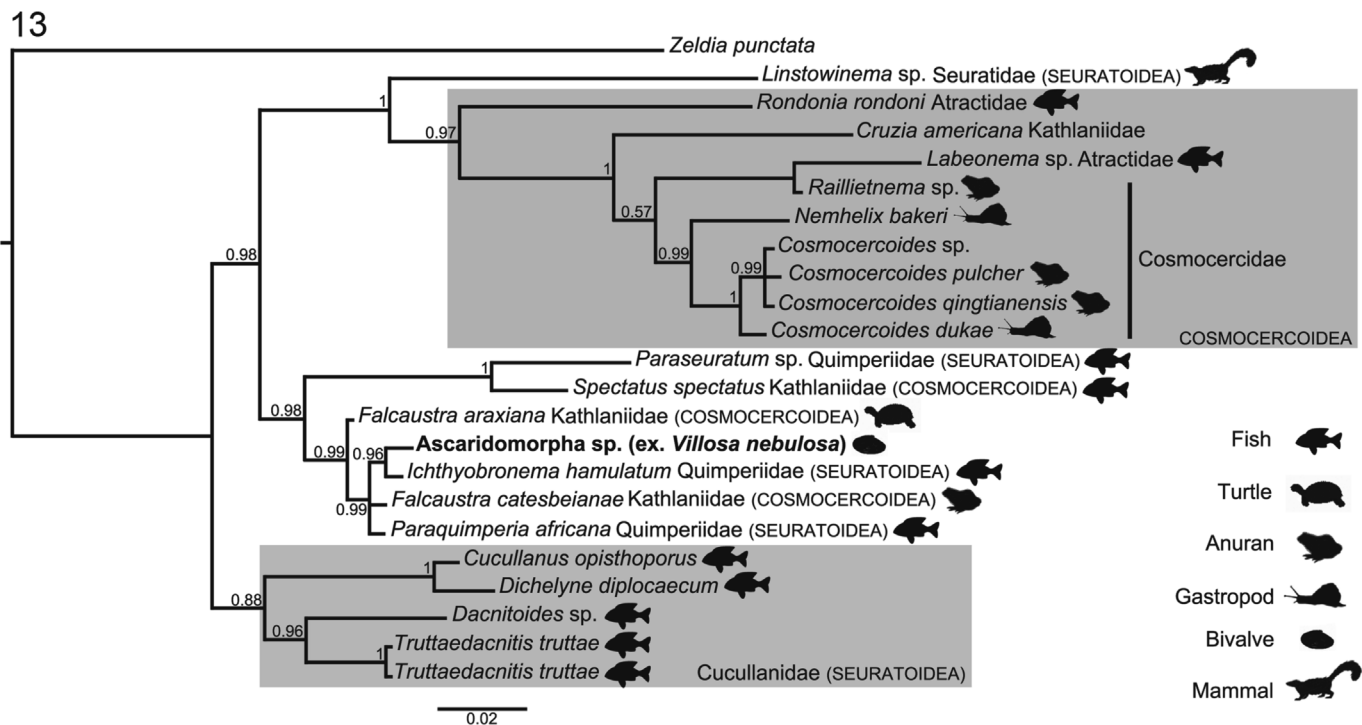 13
Zeldia punctata
Linstowinema sp. Seuratidae (SEURATOIDEA)
1
Rondonia rondoni Atractidae
0.97
Cruzia americana Kathlaniidae
Labeonema sp. Atractidae
1
Raillietnema sp.
0.57
Nemhelix bakeri
0.98
0.99
Cosmocercoides sp.
Cosmocercidae
0.99
Cosmocercoides pulcher
1
Cosmocercoides qingtianensis
Cosmocercoides dukae
COSMOCERCOIDEA
Paraseuratum sp. Quimperiidae (SEURATOIDEA)
1
Spectatus spectatus Kathlaniidae (COSMOCERCOIDEA)
0.98
Falcaustra araxiana Kathlaniidae (COSMOCERCOIDEA)
Ascaridomorpha sp. (ex. Villosa nebulosa)
0.99
0.96
Ichthyobronema hamulatum Quimperiidae (SEURATOIDEA)
Falcaustra catesbeianae Kathlaniidae (COSMOCERCOIDEA)
0.99
Paraquimperia africana Quimperiidae (SEURATOIDEA)
Cucullanus opisthoporus
1
Dichelyne diplocaecum
0.88
Dacnitoides sp.
0.96
Truttaedacnitis truttae
1
Truttaedacnitis truttae
Cucullanidae (SEURATOIDEA)
0.02
Fish
Turtle
Anuran
Gastropod
Bivalve
Mammal